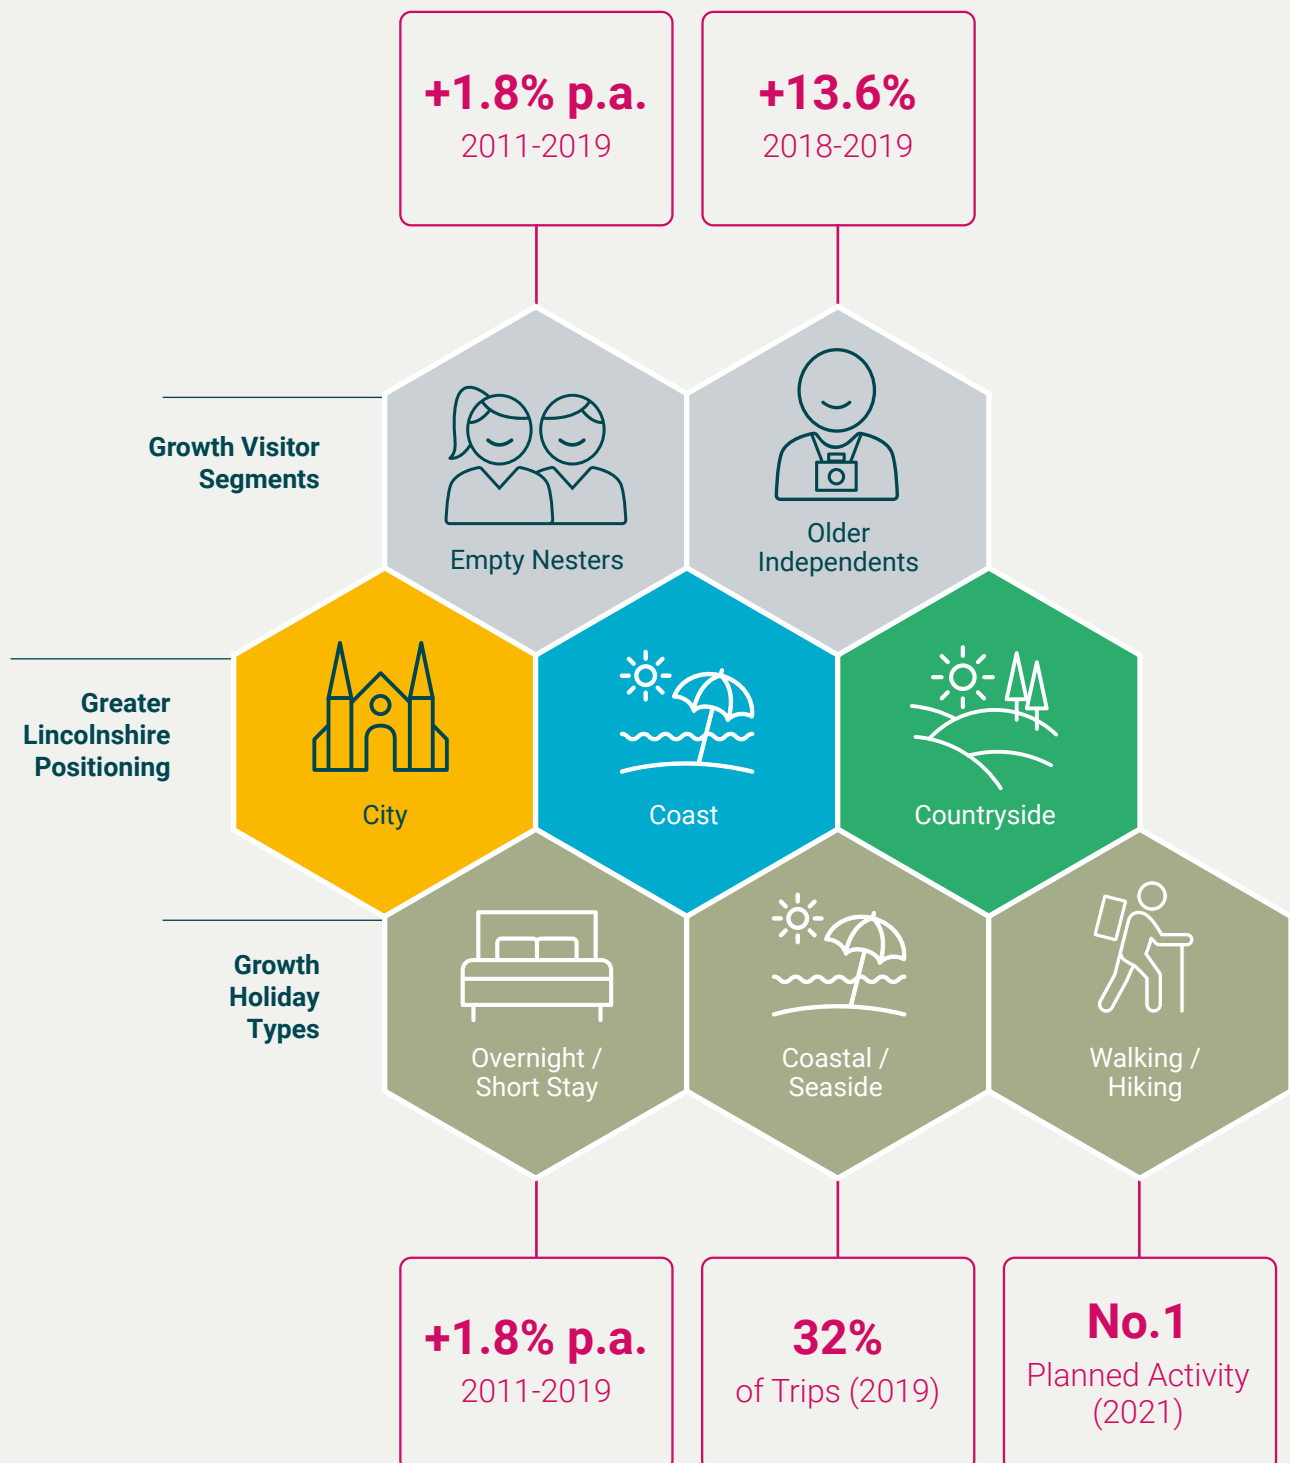 +1.8% p.a.
2011-2019
+13.6%
2018-2019
Growth Visitor
Segments
Empty Nesters
Older
Independents
Greater
Lincolnshire
Positioning
City
Coast
Countryside
Growth
Holiday
Types
Overnight /
Short Stay
Coastal /
Seaside
Walking /
Hiking
+1.8% p.a.
2011-2019
32%
of Trips (2019)
No.1
Planned Activity
(2021)